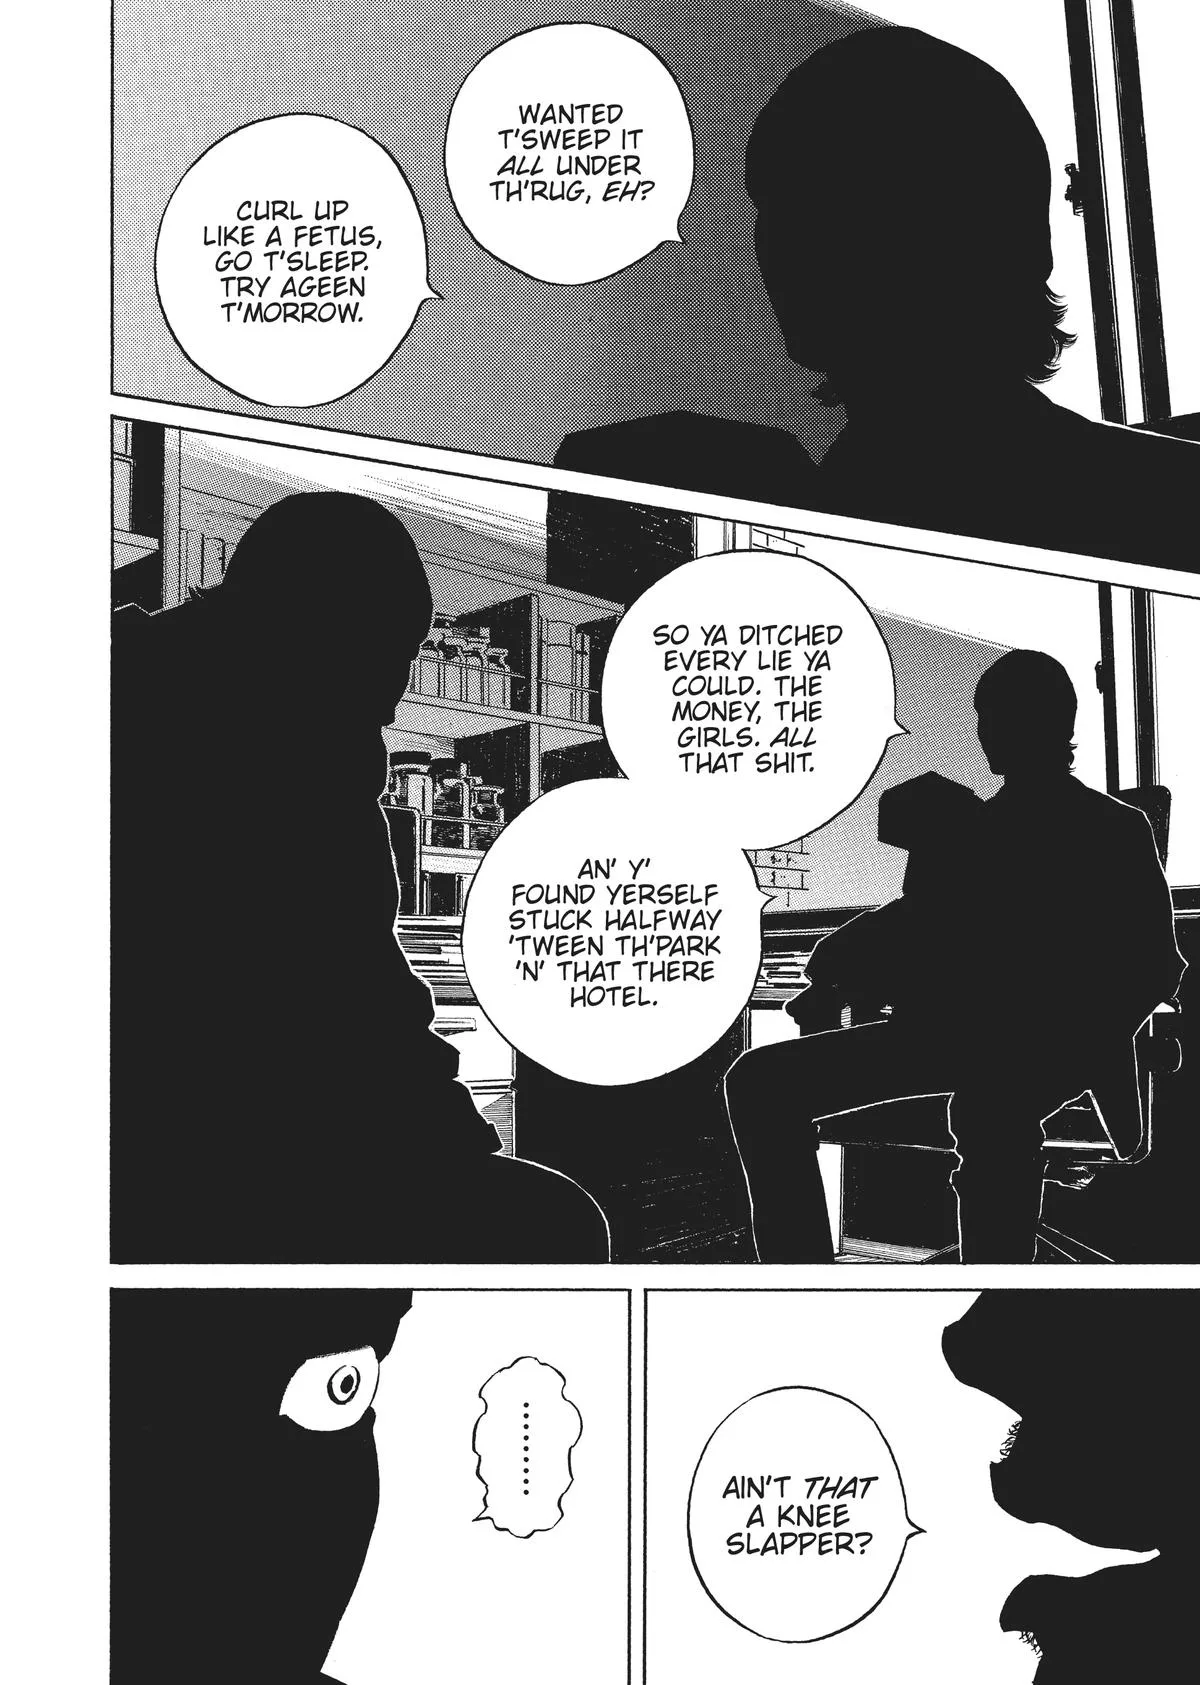 WANTED
T'SWEEP IT
ALL UNDER
TH'RUG, EH?
CURL UP
LIKE A FETUS,
GO T'SLEEP.
TRY AGEEN
T'MORROW.
SO YA DITCHED
EVERY LIE YA
COULD. THE
MONEY, THE
GIRLS. ALL
THAT SHIT.
AN' Y'
FOUND YERSELF
STUCK HALFWAY
'TWEEN TH'PARK
'N' THAT THERE
HOTEL.
AIN'T THAT
A KNEE
SLAPPER?
.........